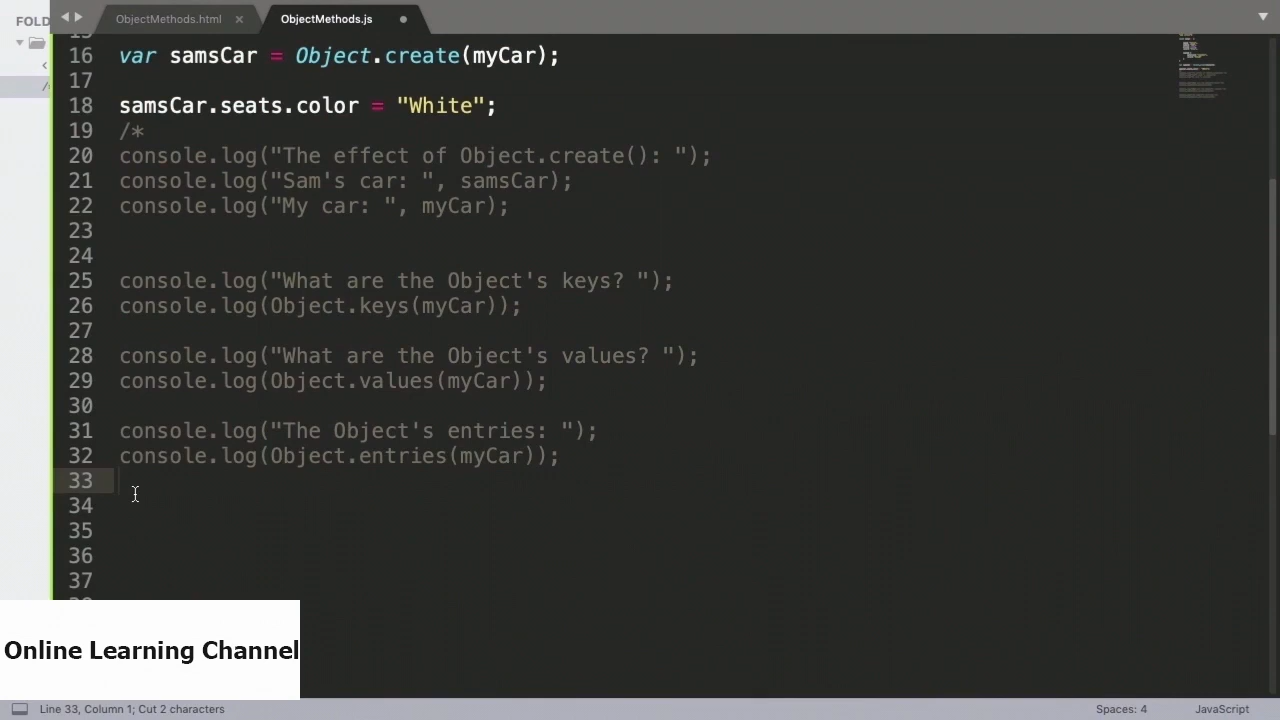 FOLD
ObjectMethods.html
ObjectMethods.js
15
16 var samsCar = Object.create(myCar);
17
18 samsCar.seats.color = "White";
19 /*
20 console.log("The effect of Object.create(): ");
21 console.log("Sam's car: ", samsCar);
22 console.log("My car: ", myCar);
23
24
25 console.log("What are the Object's keys? ");
26 console.log(Object.keys(myCar));
27
28 console.log("What are the Object's values? ");
29 console.log(Object.values(myCar));
30
31 console.log("The Object's entries: ");
32 console.log(Object.entries(myCar));
33
34
35
36
37
Online Learning Channel
Line 33, Column 1; Cut 2 characters
Spaces: 4
JavaScript